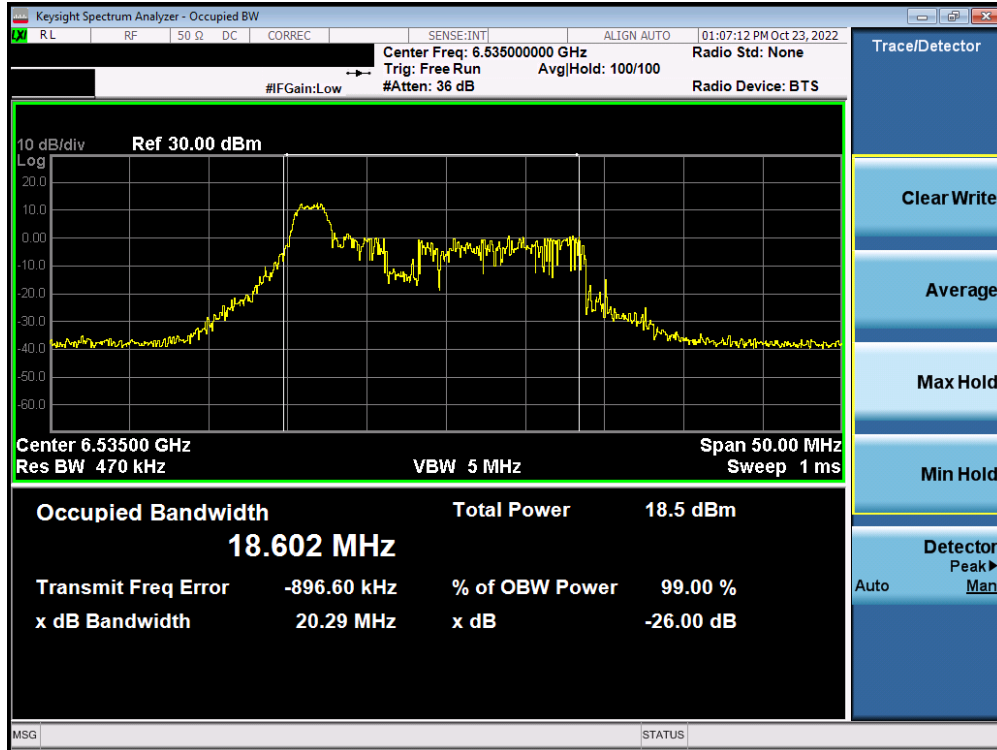 Keysight Spectrum Analyzer - Occupied BW
LXI RL RF 50 Ω DC CORREC SENSE:INT ALIGN AUTO 01:07:12 PM Oct 23, 2022
Center Freq: 6.535000000 GHz Radio Std: None
Trig: Free Run Avg|Hold: 100/100
#IFGain:Low #Atten: 36 dB Radio Device: BTS
10 dB/div Ref 30.00 dBm
Log
20.0
10.0
0.00
-10.0
-20.0
-30.0
-40.0
-50.0
-60.0
Center 6.53500 GHz Span 50.00 MHz
Res BW 470 kHz VBW 5 MHz Sweep 1 ms
Occupied Bandwidth Total Power 18.5 dBm
18.602 MHz
Transmit Freq Error -896.60 kHz % of OBW Power 99.00 %
x dB Bandwidth 20.29 MHz x dB -26.00 dB
MSG STATUS
Trace/Detector
Clear Write
Average
Max Hold
Min Hold
Detector
Peak▶
Auto Man